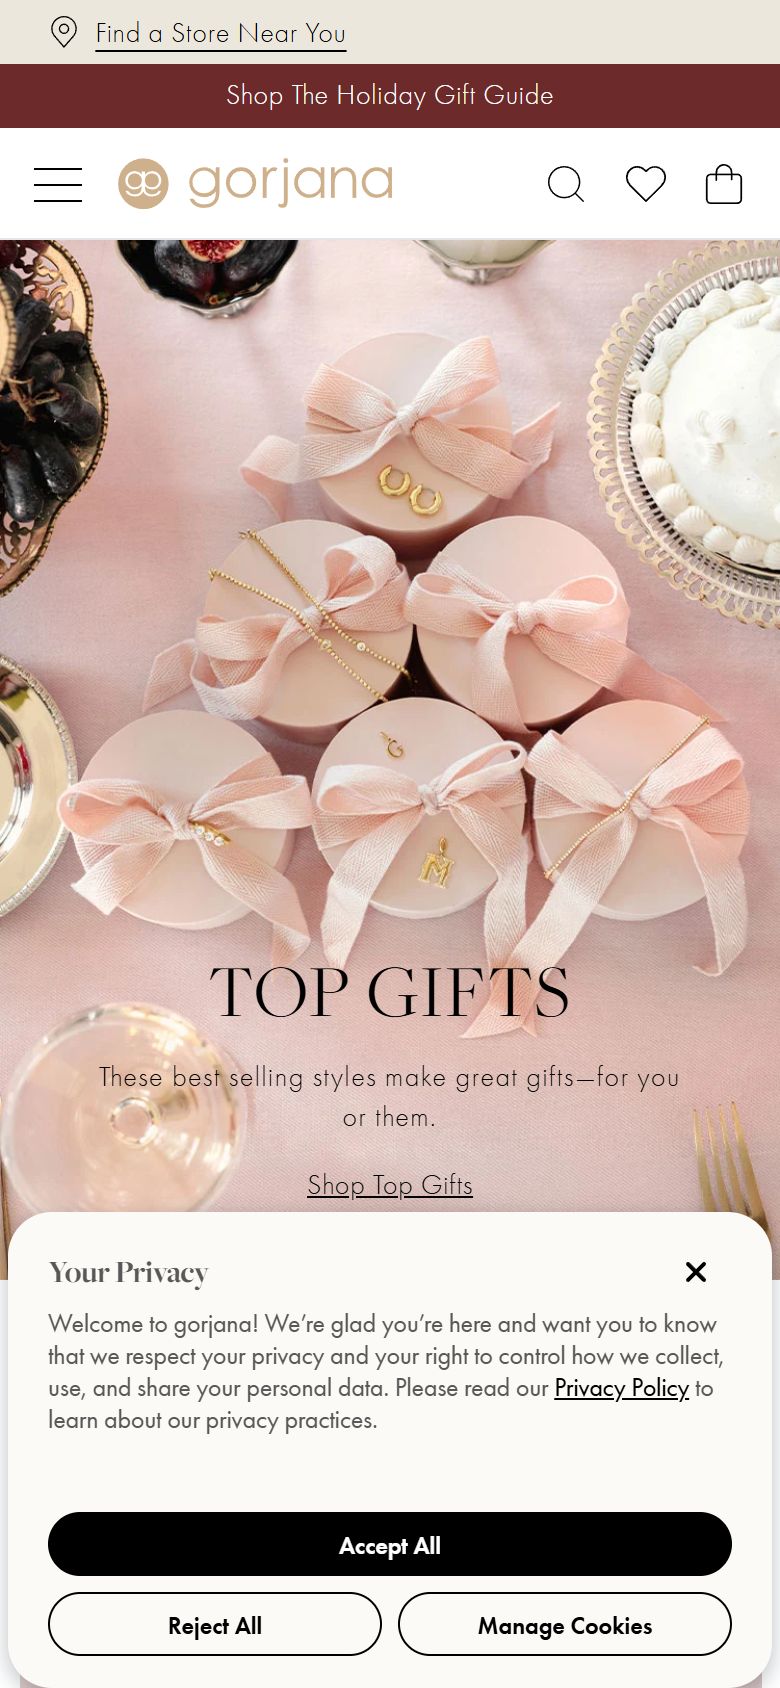 Find a Store Near You
Shop The Holiday Gift Guide
gorjana
G
M
TOP GIFTS
These best selling styles make great gifts—for you
or them.
Shop Top Gifts
Your Privacy
Welcome to gorjana! We’re glad you’re here and want you to know
that we respect your privacy and your right to control how we collect,
use, and share your personal data. Please read our Privacy Policy to
learn about our privacy practices.
Accept All
Reject All
Manage Cookies